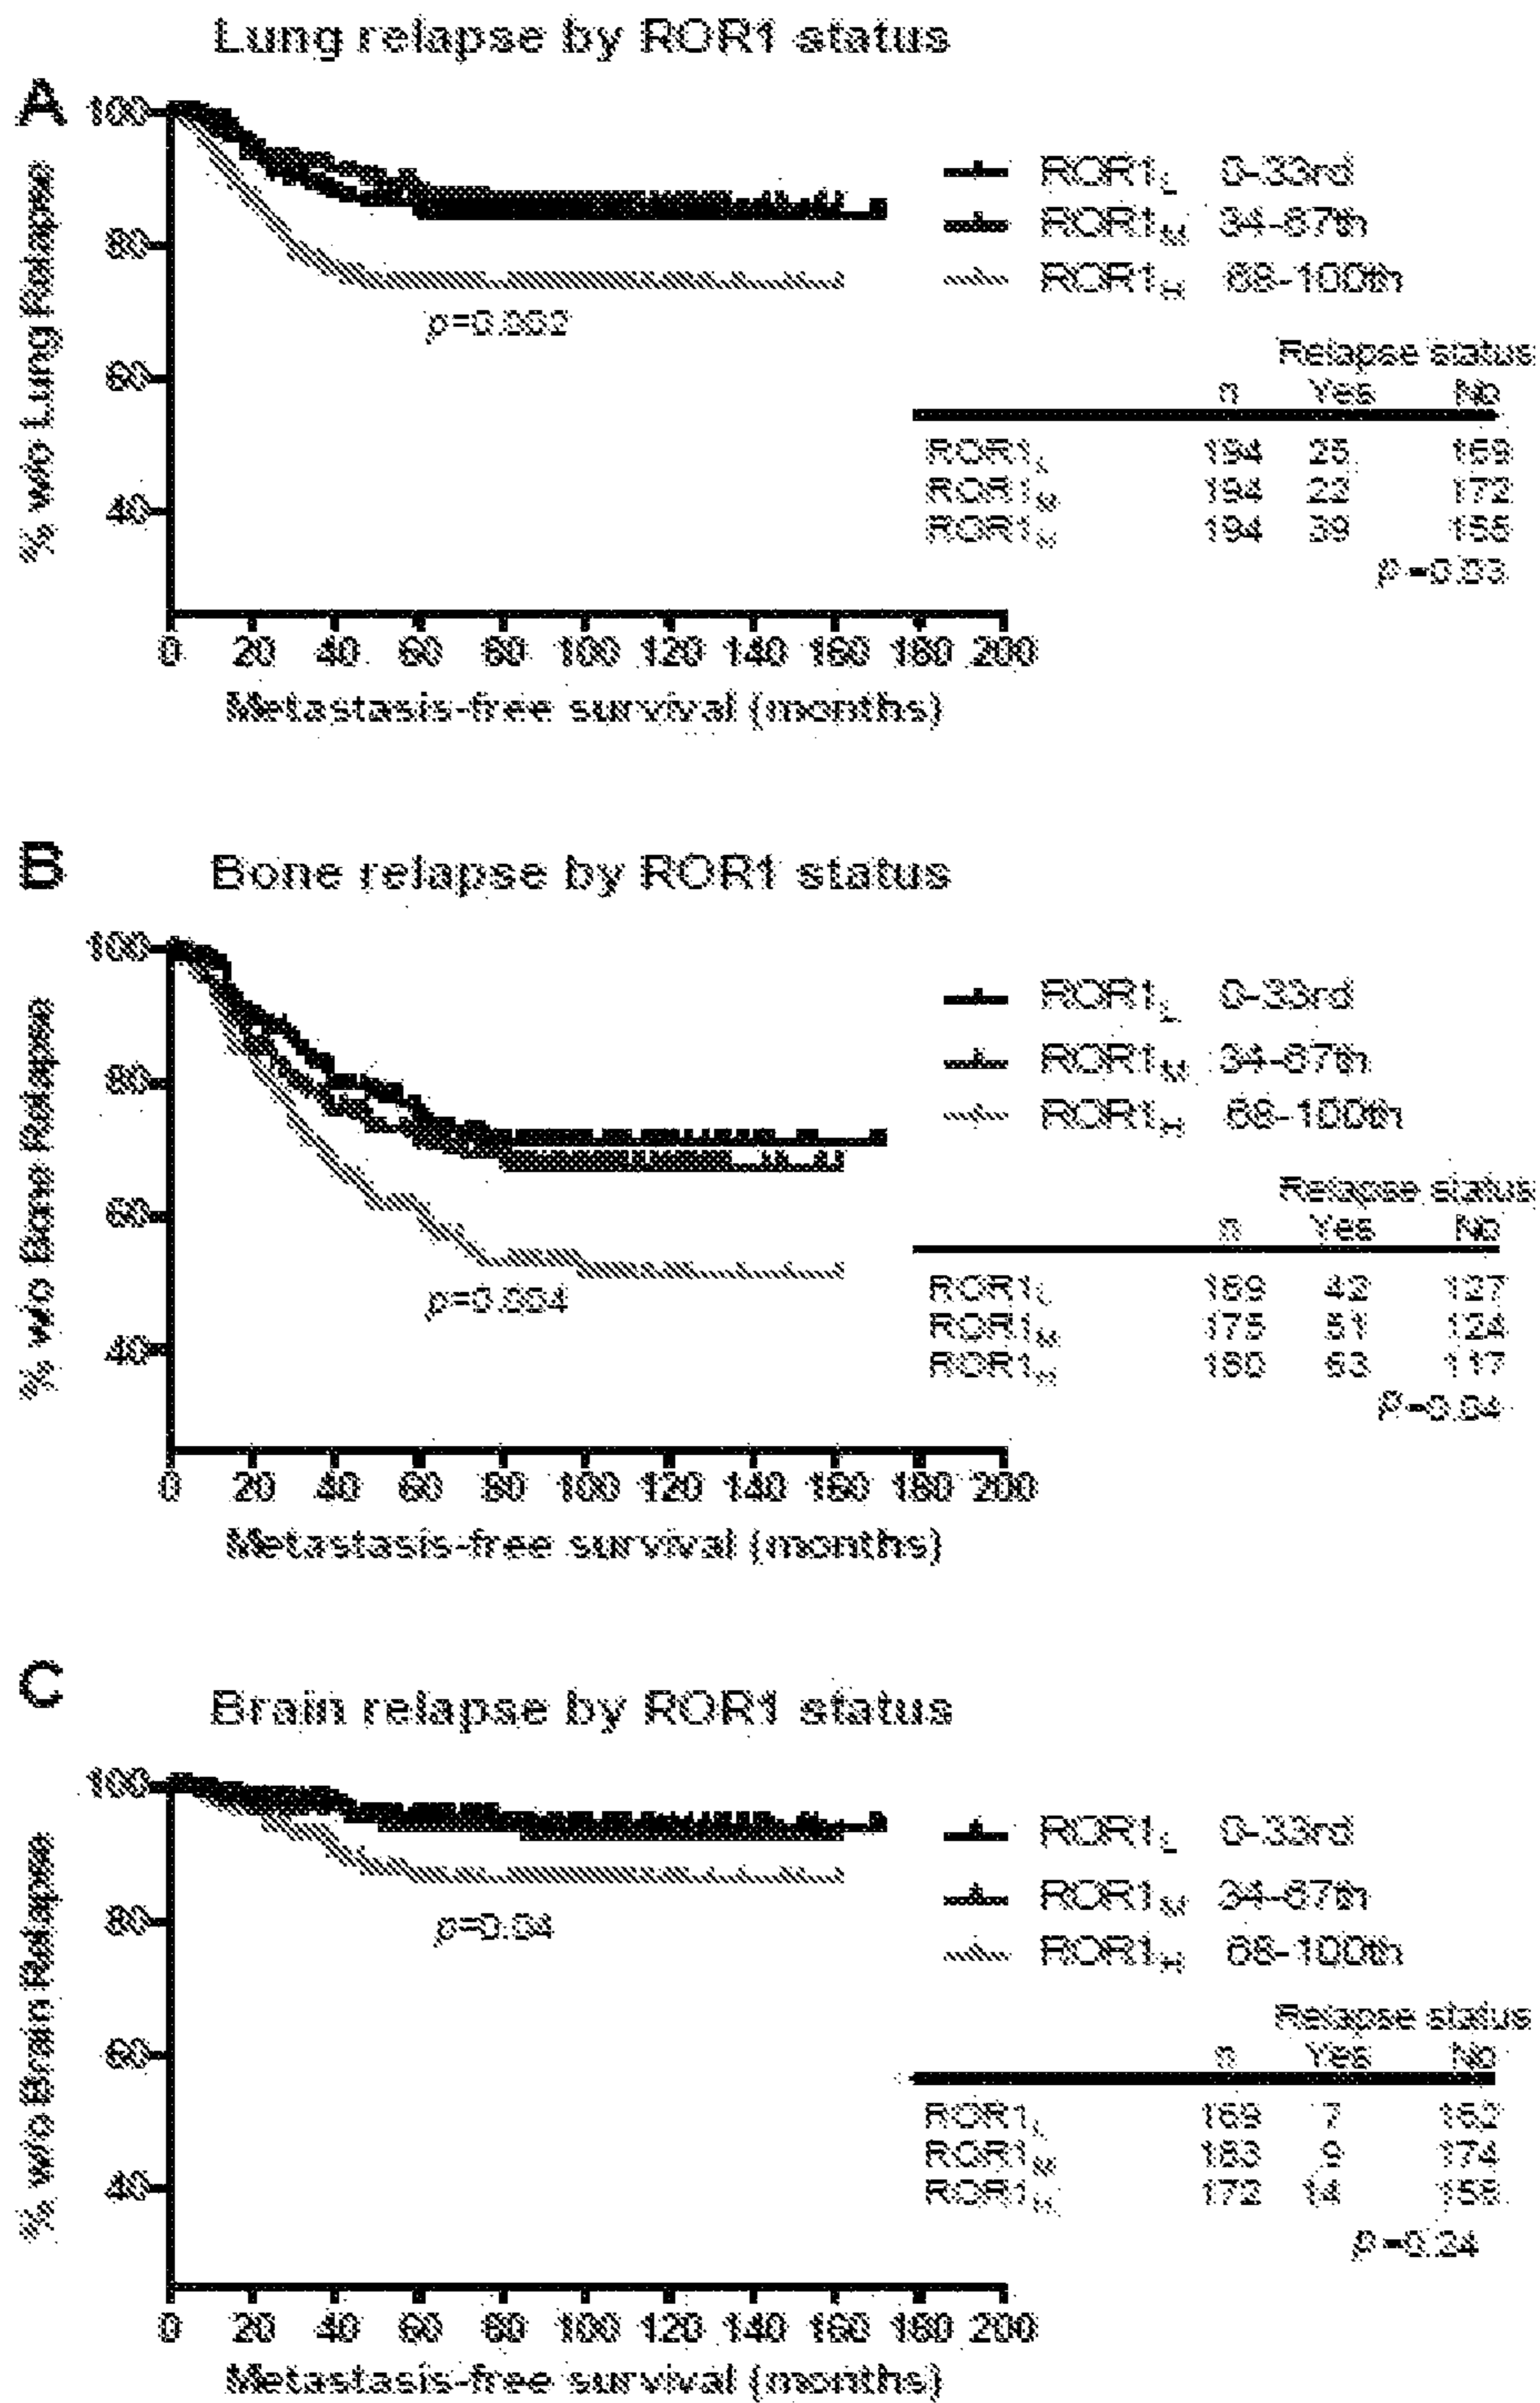 Lung relapse by ROR1 status
A
% w/o Lung Relapse
100
80
60
40
0 20 40 60 80 100 120 140 160 180 200
Metastasis-free survival (months)
ROR1L 0-33rd
ROR1M 34-67th
ROR1H 68-100th
p=0.002
Relapse status
n Yes No
ROR1L 194 25 169
ROR1M 194 22 172
ROR1H 194 39 155
p=0.03
B
Bone relapse by ROR1 status
% w/o Bone Relapse
100
80
60
40
0 20 40 60 80 100 120 140 160 180 200
Metastasis-free survival (months)
ROR1L 0-33rd
ROR1M 34-67th
ROR1H 68-100th
p=0.004
Relapse status
n Yes No
ROR1L 169 42 127
ROR1M 175 51 124
ROR1H 180 63 117
P=0.04
C
Brain relapse by ROR1 status
% w/o Brain Relapse
100
80
60
40
0 20 40 60 80 100 120 140 160 180 200
Metastasis-free survival (months)
ROR1L 0-33rd
ROR1M 34-67th
ROR1H 68-100th
p=0.04
Relapse status
n Yes No
ROR1L 169 7 162
ROR1M 183 9 174
ROR1H 172 14 158
p=0.24